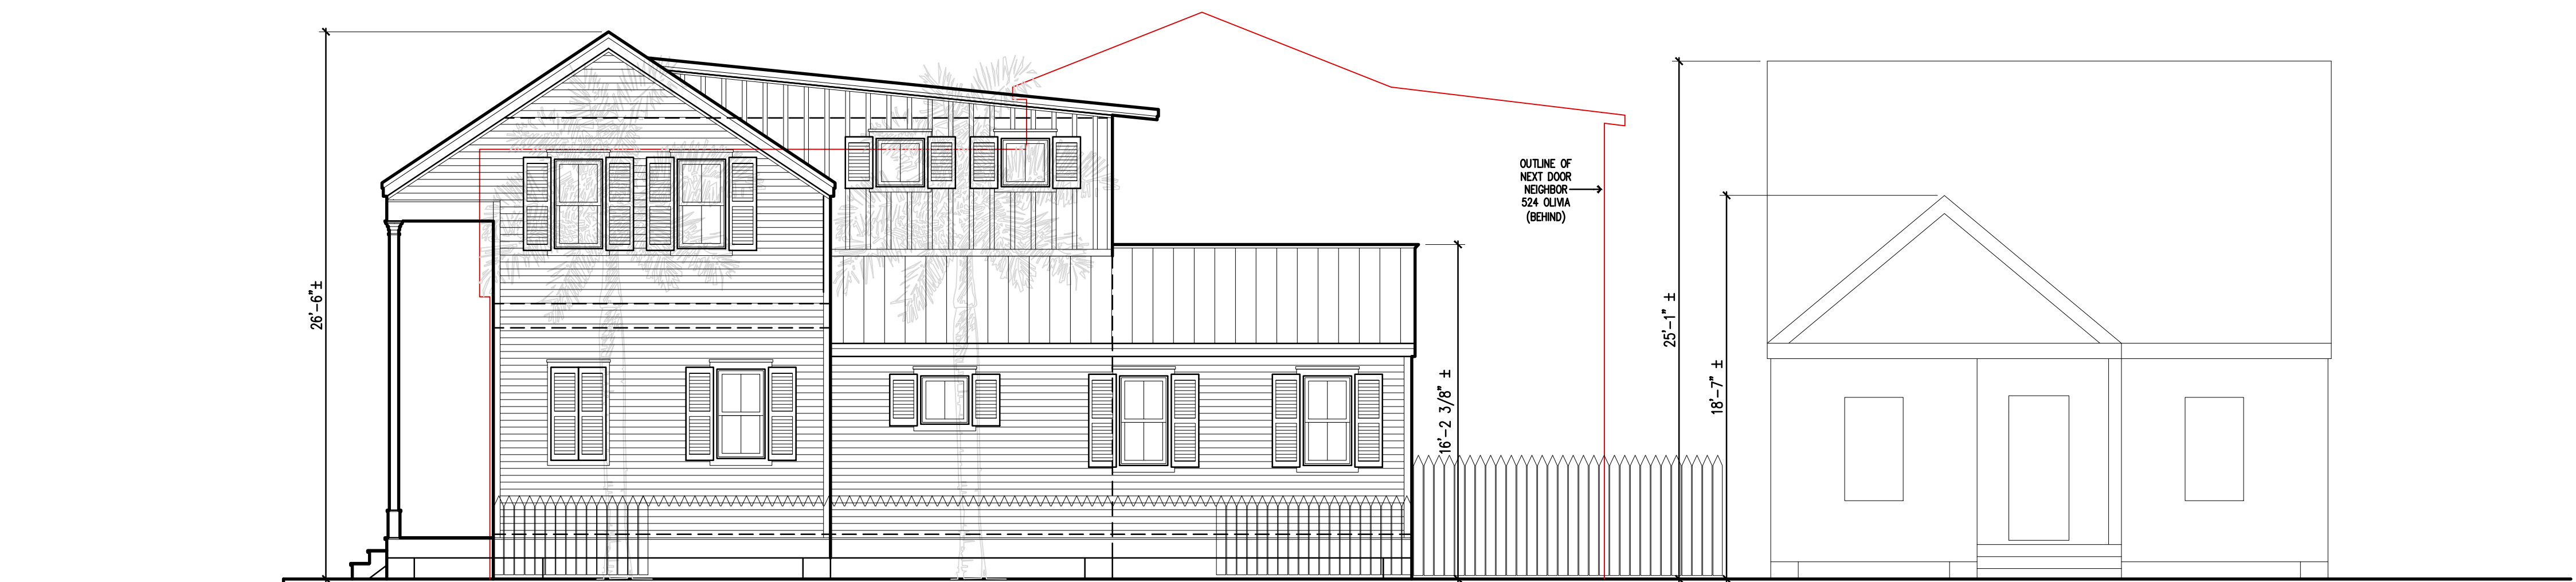 26'-6"±
OUTLINE OF
NEXT DOOR
NEIGHBOR
524 OLIVIA
(BEHIND)
16'-2 3/8" ±
25'-1" ±
18'-7" ±